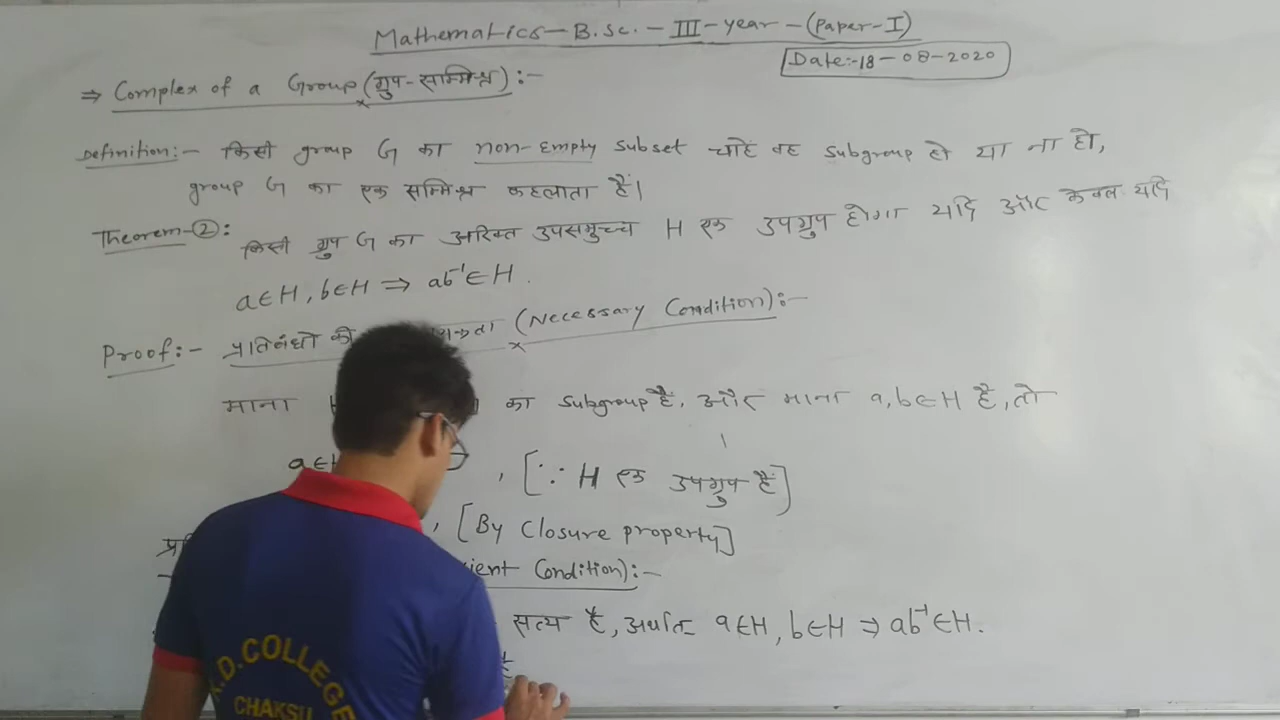 Mathematics-B.sc.-III-year-(Paper-I)
Date:-18-08-2020
⇒ Complex of a Group(ग्रुप-सम्मिश्र):-
Definition:- किसी group G का non-Empty subset चाहे वह subgroup हो या ना हो,
group G का एक सम्मिश्र कहलाता है।
Theorem-②: किसी ग्रुप G का अरिक्त उपसमुच्च H एक उपग्रुप होगा यदि और केवल यदि
a∈H, b∈H ⇒ ab⁻¹∈H.
Proof:- प्रतिबंधो की (Necessary Condition):-
माना का subgroup है, और माना a,b∈H है, तो
, [∵ H एक उपग्रुप है]
, [By Closure property]
Condition):-
सत्य है, अर्थात a∈H, b∈H ⇒ ab⁻¹∈H.
.D.COLLEGE
CHAKSU